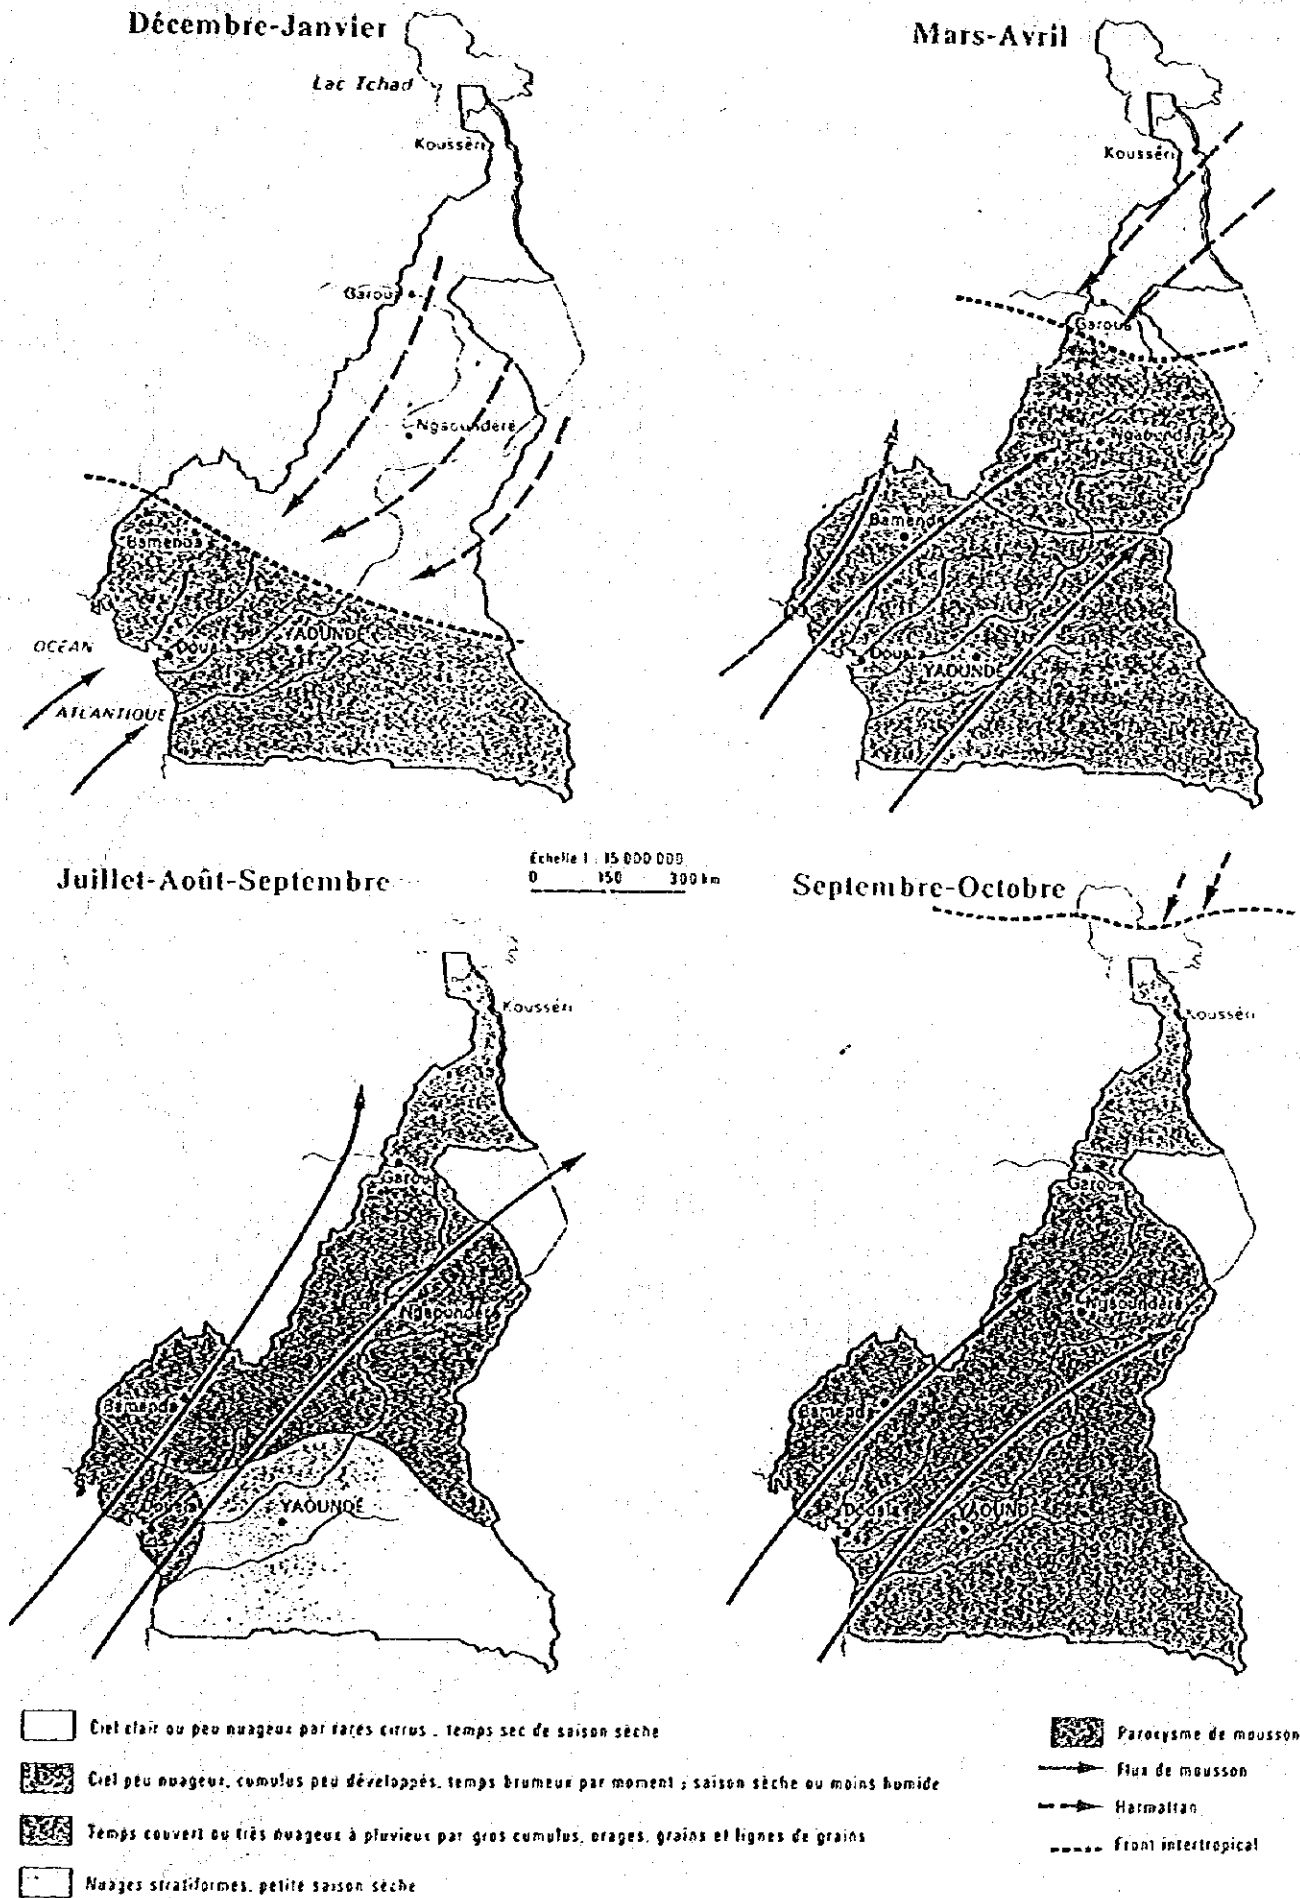 Décembre-Janvier
Lac Tchad
Kousséri
Garoua
Ngaoundéré
Bamenda
YAOUNDÉ
Douala
OCÉAN
ATLANTIQUE
Mars-Avril
Kousséri
Garoua
Ngaoundéré
Bamenda
Douala
YAOUNDÉ
Échelle 1 : 15 000 000
0 150 300 km
Juillet-Août-Septembre
Kousséri
Garoua
Ngaoundéré
Bamenda
Douala
YAOUNDÉ
Septembre-Octobre
Kousséri
Garoua
Ngaoundéré
Bamenda
Douala
YAOUNDE
Ciel clair ou peu nuageux par rares cirrus . temps sec de saison sèche
Ciel peu nuageux, cumulus peu développés, temps brumeux par moment ; saison sèche ou moins humide
Temps couvert ou très nuageux à pluvieux par gros cumulus, orages, grains et lignes de grains
Nuages stratiformes, petite saison sèche
Paroxysme de mousson
Flux de mousson
Harmattan
Front intertropical